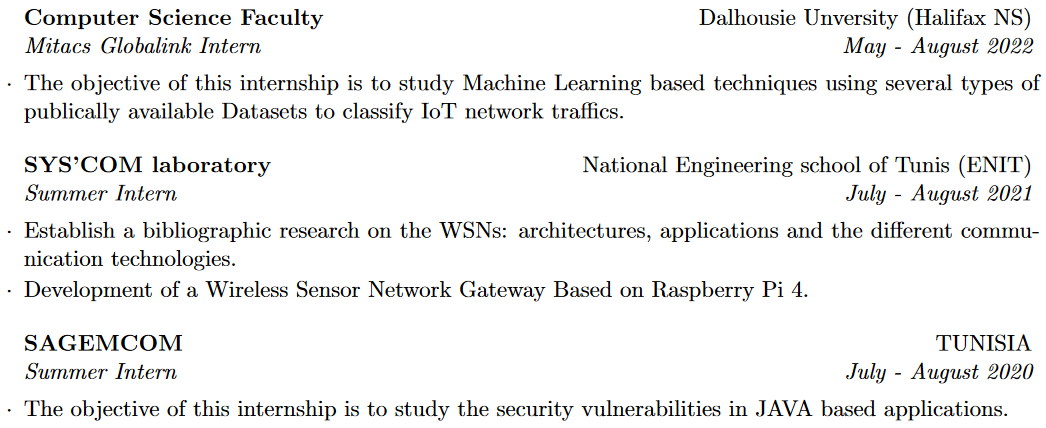 Computer Science Faculty Dalhousie Unversity (Halifax NS)
Mitacs Globalink Intern May - August 2022
· The objective of this internship is to study Machine Learning based techniques using several types of
publically available Datasets to classify IoT network traffics.
SYS'COM laboratory National Engineering school of Tunis (ENIT)
Summer Intern July - August 2021
· Establish a bibliographic research on the WSNs: architectures, applications and the different commu-
nication technologies.
· Development of a Wireless Sensor Network Gateway Based on Raspberry Pi 4.
SAGEMCOM TUNISIA
Summer Intern July - August 2020
· The objective of this internship is to study the security vulnerabilities in JAVA based applications.